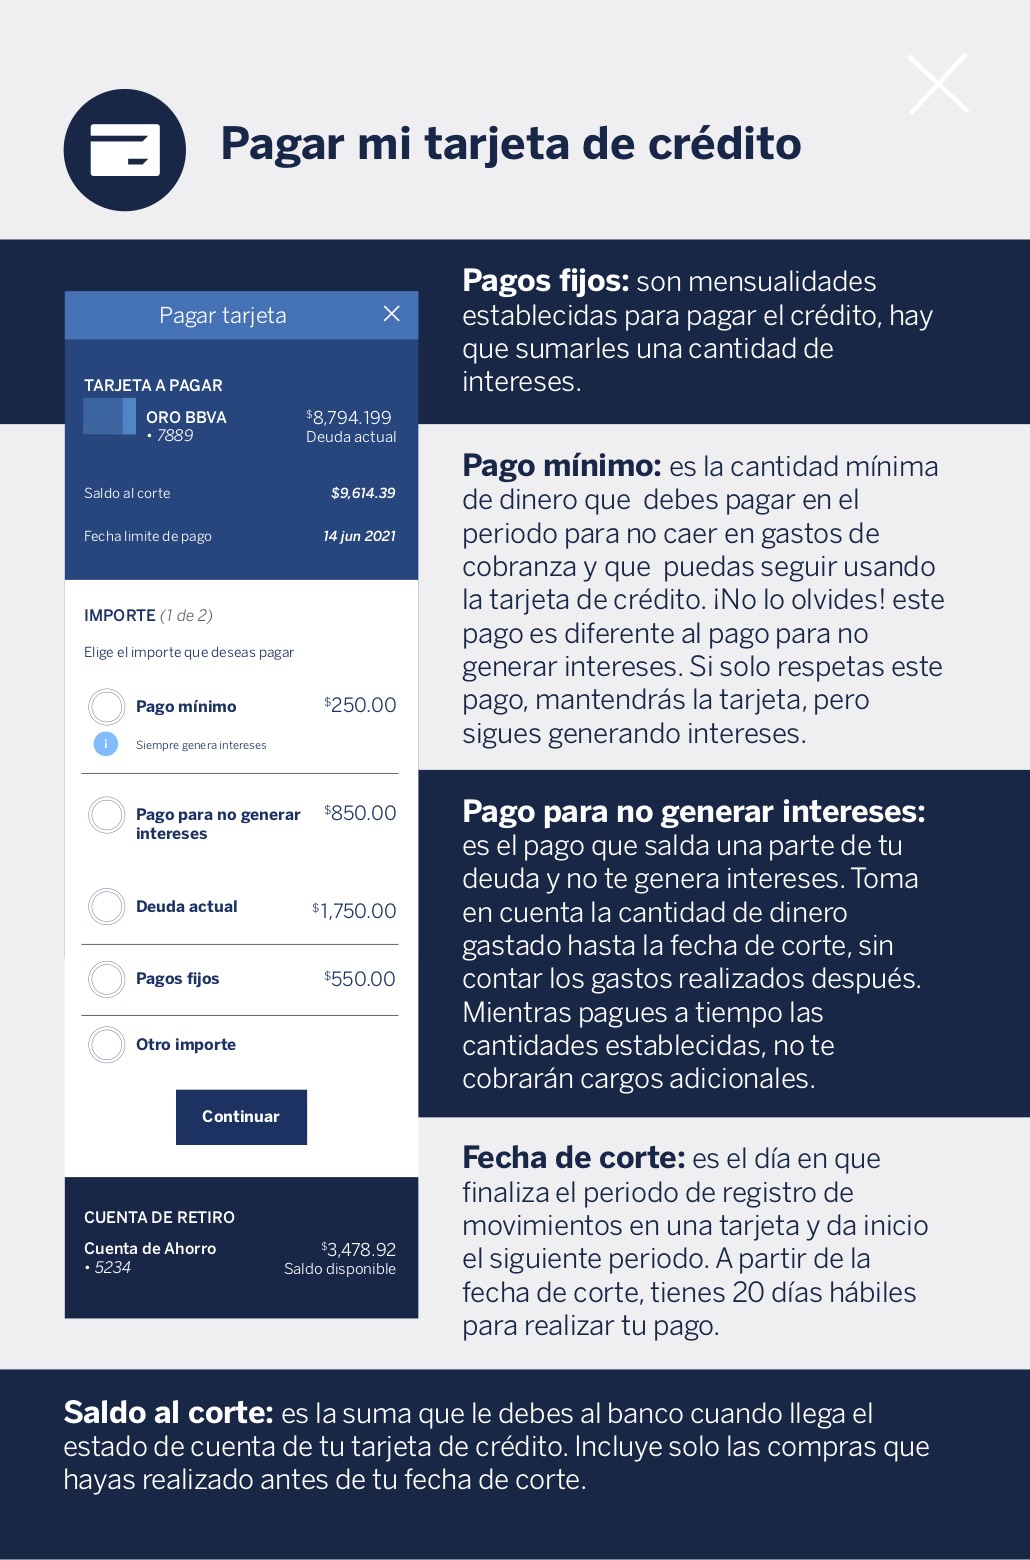 Pagar mi tarjeta de crédito
Pagar tarjeta
TARJETA A PAGAR
ORO BBVA
• 7889
$8,794.199
Deuda actual
Saldo al corte $9,614.39
Fecha limite de pago 14 jun 2021
IMPORTE (1 de 2)
Elige el importe que deseas pagar
Pago mínimo $250.00
i Siempre genera intereses
Pago para no generar $850.00
intereses
Deuda actual $1,750.00
Pagos fijos $550.00
Otro importe
Continuar
CUENTA DE RETIRO
Cuenta de Ahorro $3,478.92
• 5234 Saldo disponible
Pagos fijos: son mensualidades
establecidas para pagar el crédito, hay
que sumarles una cantidad de
intereses.
Pago mínimo: es la cantidad mínima
de dinero que debes pagar en el
periodo para no caer en gastos de
cobranza y que puedas seguir usando
la tarjeta de crédito. ¡No lo olvides! este
pago es diferente al pago para no
generar intereses. Si solo respetas este
pago, mantendrás la tarjeta, pero
sigues generando intereses.
Pago para no generar intereses:
es el pago que salda una parte de tu
deuda y no te genera intereses. Toma
en cuenta la cantidad de dinero
gastado hasta la fecha de corte, sin
contar los gastos realizados después.
Mientras pagues a tiempo las
cantidades establecidas, no te
cobrarán cargos adicionales.
Fecha de corte: es el día en que
finaliza el periodo de registro de
movimientos en una tarjeta y da inicio
el siguiente periodo. A partir de la
fecha de corte, tienes 20 días hábiles
para realizar tu pago.
Saldo al corte: es la suma que le debes al banco cuando llega el
estado de cuenta de tu tarjeta de crédito. Incluye solo las compras que
hayas realizado antes de tu fecha de corte.